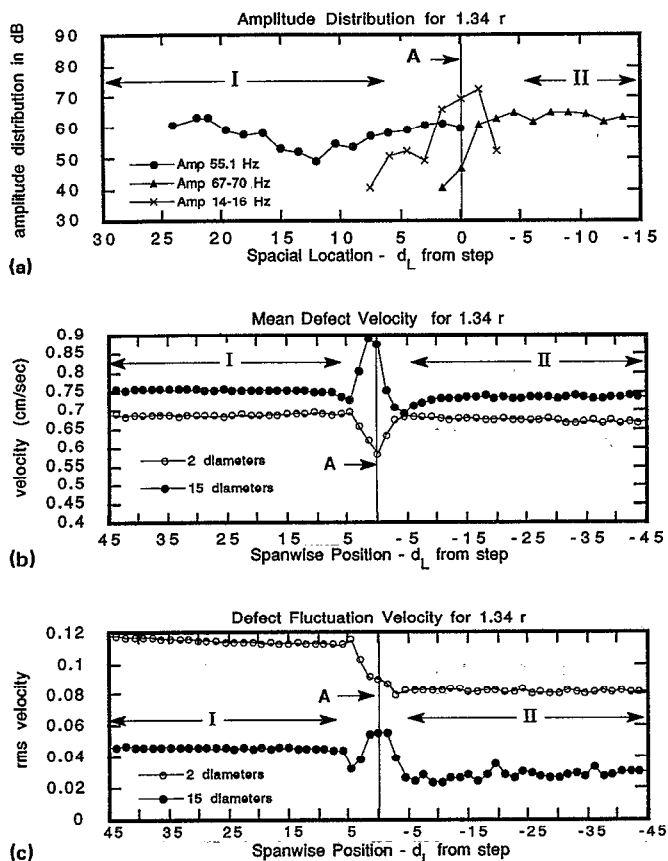 Amplitude Distribution for 1.34 r
amplitude distribution in dB
90
80
70
60
50
40
30
A
I
II
Amp 55.1 Hz
Amp 67-70 Hz
Amp 14-16 Hz
30 25 20 15 10 5 0 -5 -10 -15
Spacial Location - dL from step
(a)
Mean Defect Velocity for 1.34 r
velocity (cm/sec)
0.9
0.85
0.8
0.75
0.7
0.65
0.6
0.55
0.5
0.45
0.4
I
II
A
2 diameters
15 diameters
45 35 25 15 5 -5 -15 -25 -35 -45
Spanwise Position - dL from step
(b)
Defect Fluctuation Velocity for 1.34 r
rms velocity
0.12
0.1
0.08
0.06
0.04
0.02
0
A
I
II
2 diameters
15 diameters
45 35 25 15 5 -5 -15 -25 -35 -45
Spanwise Position - dL from step
(c)